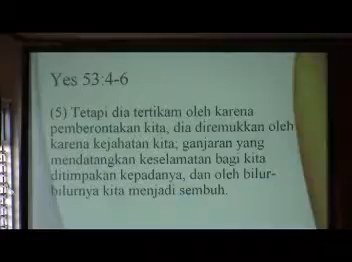 Yes 53:4-6
(5) Tetapi dia tertikam oleh karena
pemberontakan kita, dia diremukkan oleh
karena kejahatan kita; ganjaran yang
mendatangkan keselamatan bagi kita
ditimpakan kepadanya, dan oleh bilur-
bilurnya kita menjadi sembuh.